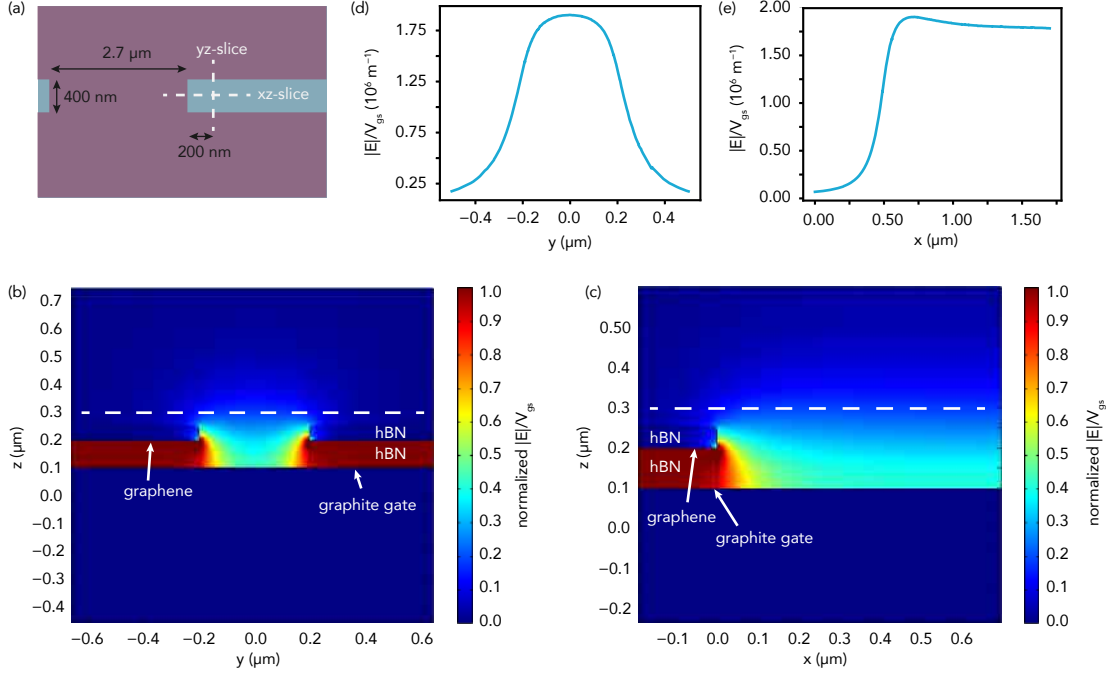 (a)
yz-slice
2.7 μm
400 nm
xz-slice
200 nm
(d)
|E|/V_gs (10⁶ m⁻¹)
1.75
1.25
0.75
0.25
−0.4 −0.2 0.0 0.2 0.4
y (μm)
(e)
|E|/V_gs (10⁶ m⁻¹)
2.00
1.50
1.00
0.50
0.00
0.00 0.50 1.00 1.50
x (μm)
(b)
z (μm)
0.7
0.6
0.5
0.4
0.3
0.2
0.1
0.0
−0.1
−0.2
−0.3
−0.4
hBN
hBN
graphene
graphite gate
−0.6 −0.2 0.0 0.2 0.4 0.6
y (μm)
1.0
0.9
0.8
0.7
0.6
0.5
0.4
0.3
0.2
0.1
0.0
normalized |E|/V_gs
(c)
z (μm)
0.50
0.4
0.3
0.2
0.1
0.0
−0.1
−0.2
hBN
hBN
graphene
graphite gate
−0.1 0.0 0.1 0.2 0.3 0.4 0.5 0.6
x (μm)
1.0
0.9
0.8
0.7
0.6
0.5
0.4
0.3
0.2
0.1
0.0
normalized |E|/V_gs